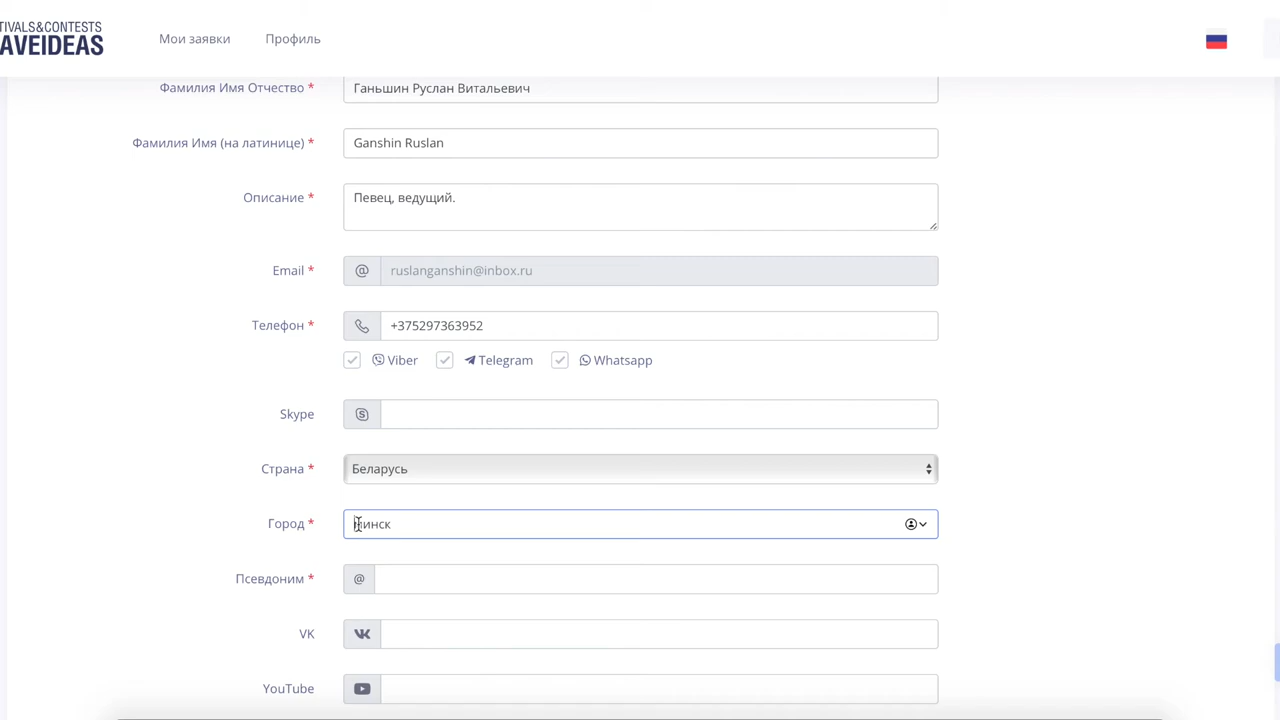 TIVALS&CONTESTS
AVEIDEAS
Мои заявки
Профиль
Фамилия Имя Отчество *
Ганьшин Руслан Витальевич
Фамилия Имя (на латинице) *
Ganshin Ruslan
Описание *
Певец, ведущий.
Email *
@
ruslanganshin@inbox.ru
Телефон *
+375297363952
Viber
Telegram
Whatsapp
Skype
Страна *
Беларусь
Город *
минск
Псевдоним *
@
VK
YouTube